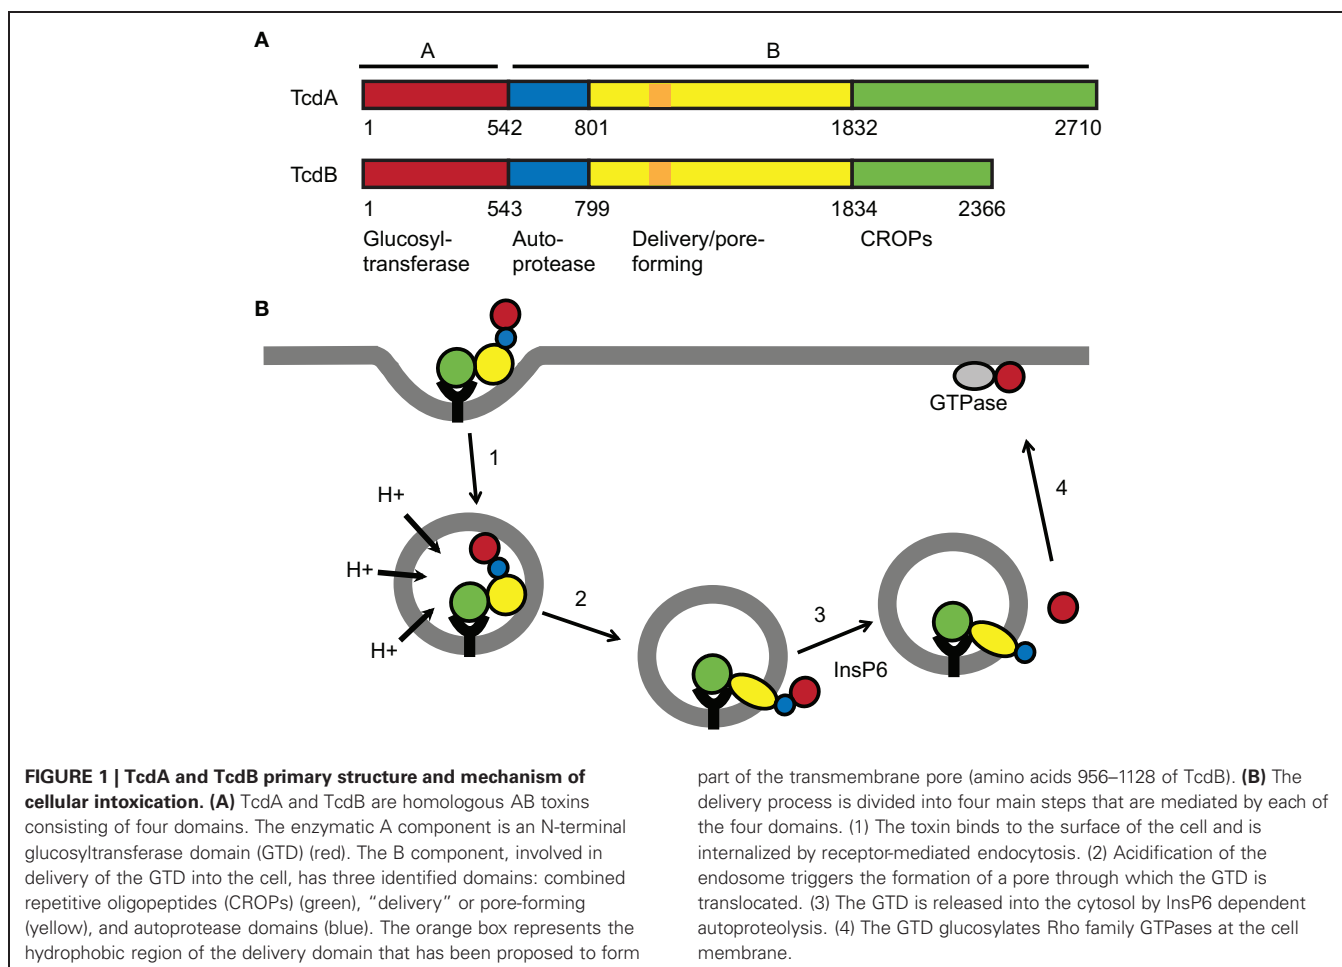 A
A B
TcdA
1 542 801 1832 2710
TcdB
1 543 799 1834 2366
Glucosyl- Auto- Delivery/pore- CROPs
transferase protease forming
B
GTPase
1
4
H+
H+
2
3
H+
InsP6
FIGURE 1 | TcdA and TcdB primary structure and mechanism of
cellular intoxication. (A) TcdA and TcdB are homologous AB toxins
consisting of four domains. The enzymatic A component is an N-terminal
glucosyltransferase domain (GTD) (red). The B component, involved in
delivery of the GTD into the cell, has three identified domains: combined
repetitive oligopeptides (CROPs) (green), “delivery” or pore-forming
(yellow), and autoprotease domains (blue). The orange box represents the
hydrophobic region of the delivery domain that has been proposed to form
part of the transmembrane pore (amino acids 956–1128 of TcdB). (B) The
delivery process is divided into four main steps that are mediated by each of
the four domains. (1) The toxin binds to the surface of the cell and is
internalized by receptor-mediated endocytosis. (2) Acidification of the
endosome triggers the formation of a pore through which the GTD is
translocated. (3) The GTD is released into the cytosol by InsP6 dependent
autoproteolysis. (4) The GTD glucosylates Rho family GTPases at the cell
membrane.